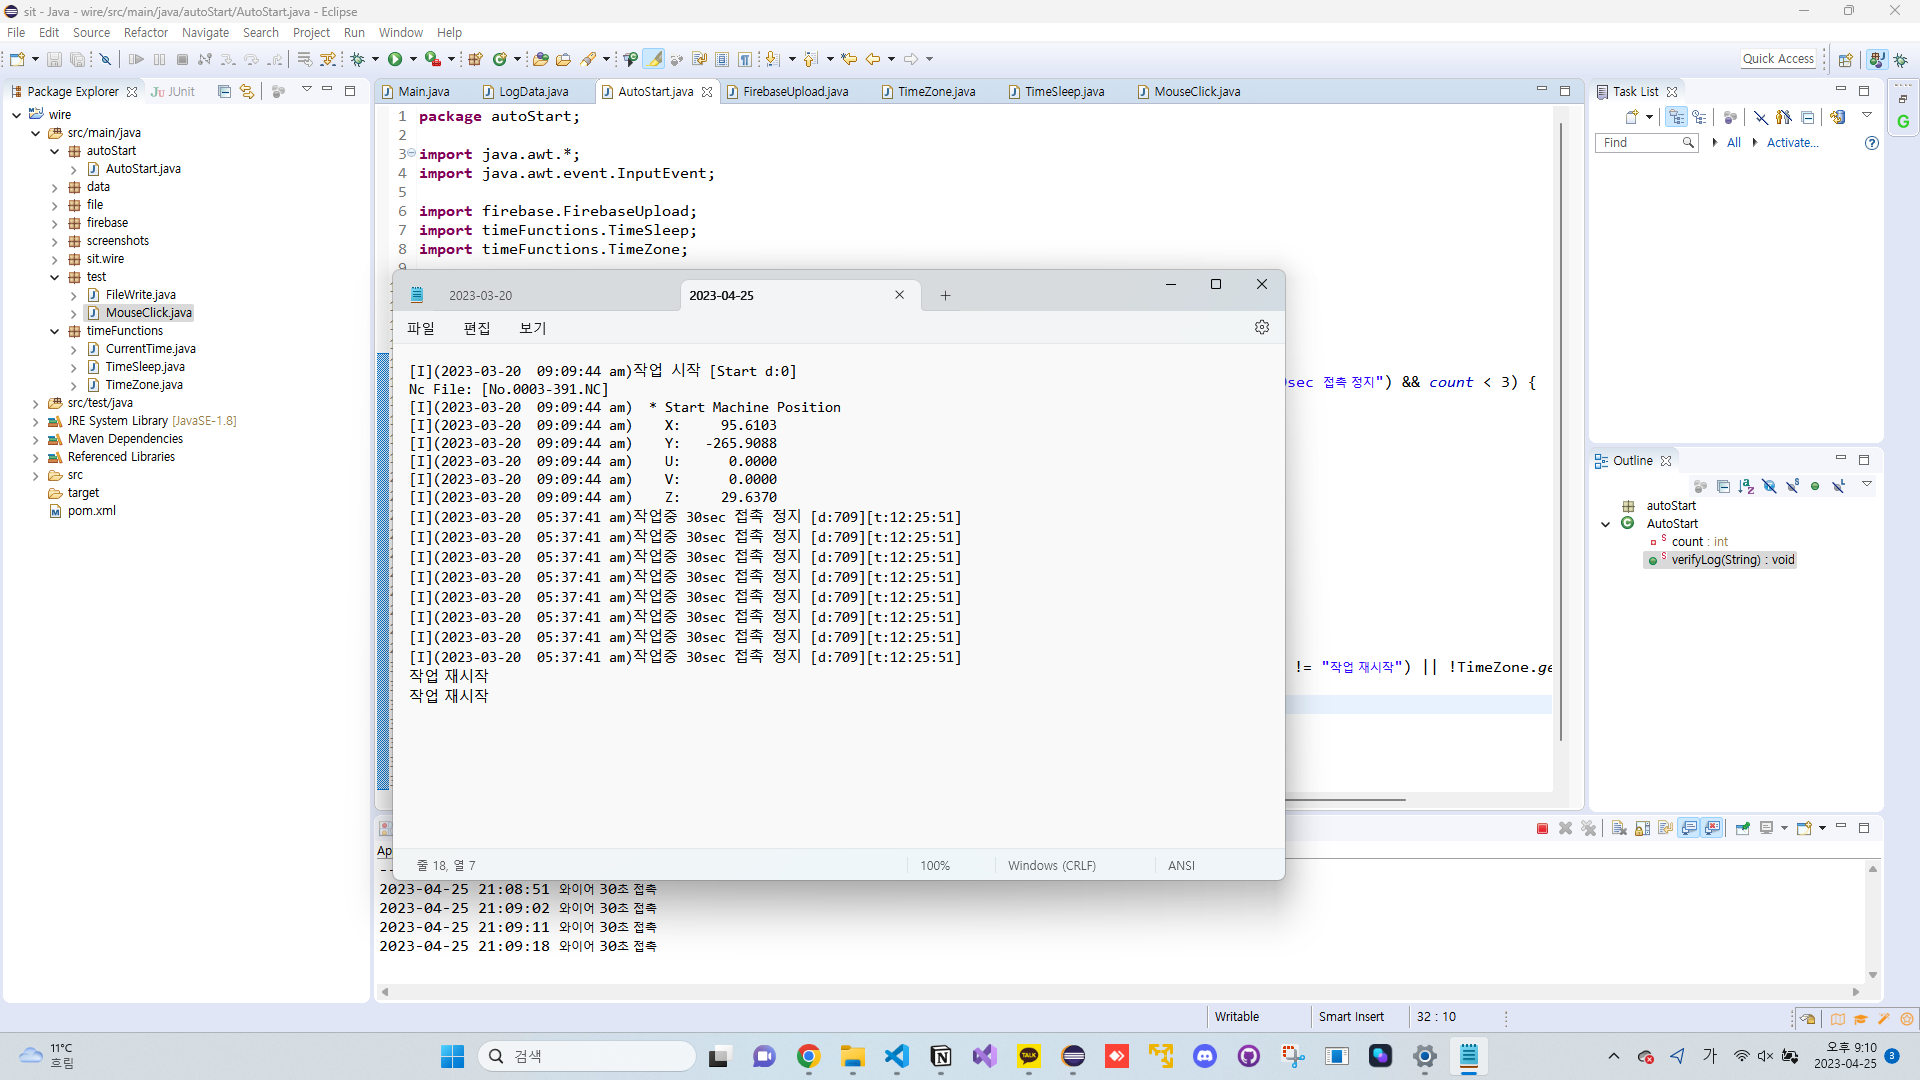 sit - Java - wire/src/main/java/autoStart/AutoStart.java - Eclipse
File Edit Source Refactor Navigate Search Project Run Window Help
Quick Access
Package Explorer JUnit
Main.java LogData.java AutoStart.java FirebaseUpload.java TimeZone.java TimeSleep.java MouseClick.java
Task List
wire
src/main/java
autoStart
AutoStart.java
data
file
firebase
screenshots
sit.wire
test
FileWrite.java
MouseClick.java
timeFunctions
CurrentTime.java
TimeSleep.java
TimeZone.java
src/test/java
JRE System Library [JavaSE-1.8]
Maven Dependencies
Referenced Libraries
src
target
pom.xml
1 package autoStart;
2
3 import java.awt.*;
4 import java.awt.event.InputEvent;
5
6 import firebase.FirebaseUpload;
7 import timeFunctions.TimeSleep;
8 import timeFunctions.TimeZone;
9
2023-03-20 2023-04-25
파일 편집 보기
[I](2023-03-20  09:09:44 am)작업 시작 [Start d:0]
Nc File: [No.0003-391.NC]
[I](2023-03-20  09:09:44 am)  * Start Machine Position
[I](2023-03-20  09:09:44 am)    X:     95.6103
[I](2023-03-20  09:09:44 am)    Y:   -265.9088
[I](2023-03-20  09:09:44 am)    U:      0.0000
[I](2023-03-20  09:09:44 am)    V:      0.0000
[I](2023-03-20  09:09:44 am)    Z:     29.6370
[I](2023-03-20  05:37:41 am)작업중 30sec 접촉 정지 [d:709][t:12:25:51]
[I](2023-03-20  05:37:41 am)작업중 30sec 접촉 정지 [d:709][t:12:25:51]
[I](2023-03-20  05:37:41 am)작업중 30sec 접촉 정지 [d:709][t:12:25:51]
[I](2023-03-20  05:37:41 am)작업중 30sec 접촉 정지 [d:709][t:12:25:51]
[I](2023-03-20  05:37:41 am)작업중 30sec 접촉 정지 [d:709][t:12:25:51]
[I](2023-03-20  05:37:41 am)작업중 30sec 접촉 정지 [d:709][t:12:25:51]
[I](2023-03-20  05:37:41 am)작업중 30sec 접촉 정지 [d:709][t:12:25:51]
[I](2023-03-20  05:37:41 am)작업중 30sec 접촉 정지 [d:709][t:12:25:51]
작업 재시작
작업 재시작
줄 18, 열 7 100% Windows (CRLF) ANSI
sec 접촉 정지") && count < 3) {
!= "작업 재시작") || !TimeZone.ge
Find All Activate...
Outline
autoStart
AutoStart
count : int
verifyLog(String) : void
2023-04-25 21:08:51 와이어 30초 접촉
2023-04-25 21:09:02 와이어 30초 접촉
2023-04-25 21:09:11 와이어 30초 접촉
2023-04-25 21:09:18 와이어 30초 접촉
Writable Smart Insert 32 : 10
11°C
흐림
검색
TALK
가
오후 9:10
2023-04-25
3